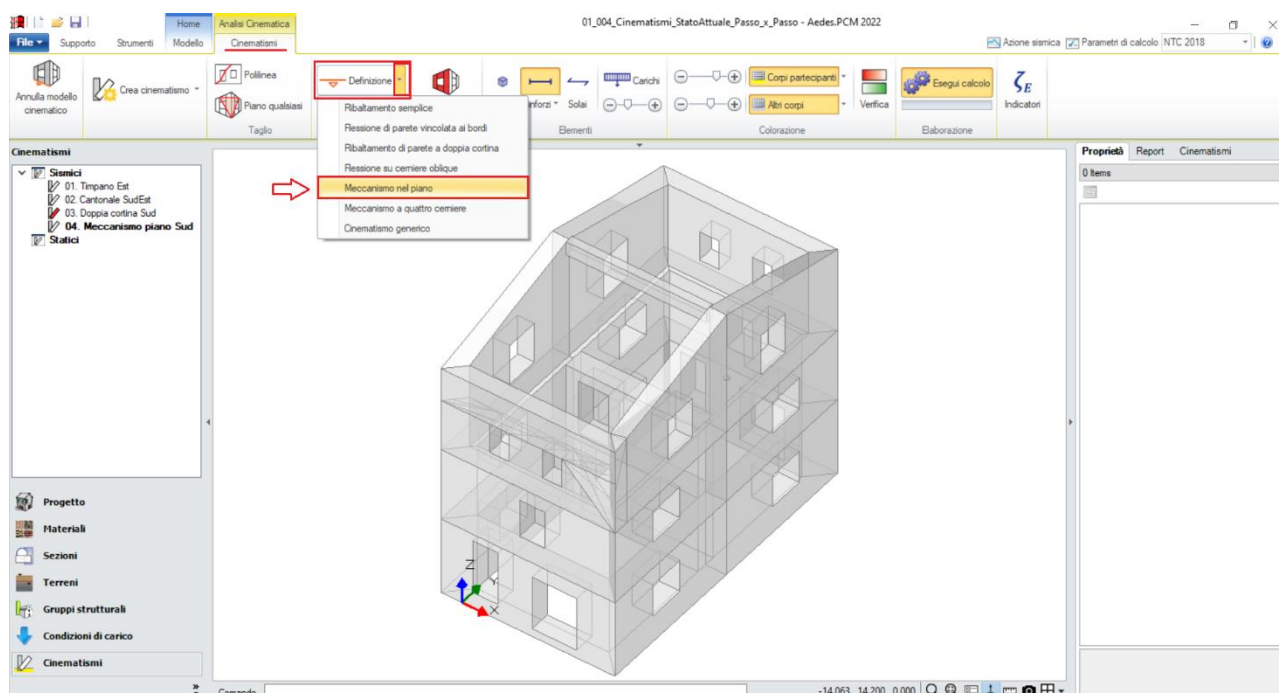 01_004_Cinematismi_StatoAttuale_Passo_x_Passo - Aedes.PCM 2022
Home
Analisi Cinematica
File
Supporto
Strumenti
Modello
Cinematismi
Azione sismica
Parametri di calcolo
NTC 2018
Annulla modello
cinematico
Crea cinematismo
Polilinea
Piano qualsiasi
Taglio
Definizione
Solai
Carichi
Elementi
Corpi partecipanti
Altri corpi
Colorazione
Verifica
Esegui calcolo
Elaborazione
ζE
Indicatori
Ribaltamento semplice
Flessione di parete vincolata ai bordi
Ribaltamento di parete a doppia cortina
Flessione su cerniere oblique
Meccanismo nel piano
Meccanismo a quattro cerniere
Cinematismo generico
Cinematismi
Sismici
01. Timpano Est
02. Cantonale SudEst
03. Doppia cortina Sud
04. Meccanismo piano Sud
Statici
Progetto
Materiali
Sezioni
Terreni
Gruppi strutturali
Condizioni di carico
Cinematismi
Proprietà
Report
Cinematismi
0 Items
Z
Y
X
Comando
-14.063 14.200 0.000